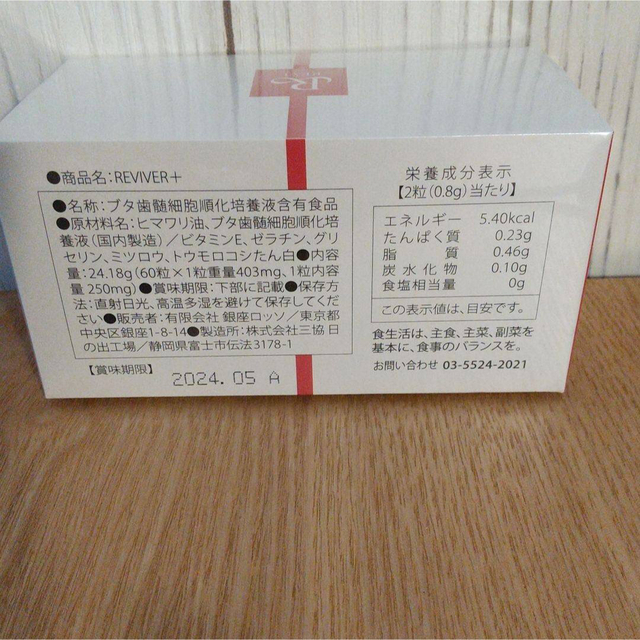 ●商品名:REVIVER+
●名称:ブタ歯髄細胞順化培養液含有食品
●原材料名:ヒマワリ油、ブタ歯髄細胞順化培
養液(国内製造)/ビタミンE、ゼラチン、グリ
セリン、ミツロウ、トウモロコシたん白●内容
量:24.18g(60粒×1粒重量403mg、1粒内容
量250mg)●賞味期限:下部に記載●保存方
法:直射日光、高温多湿を避けて保存してくだ
さい●販売者:有限会社 銀座ロッソ/東京都
中央区銀座1-8-14●製造所:株式会社三協 日
の出工場/静岡県富士市伝法3178-1
【賞味期限】 2024.05 A
栄養成分表示
【2粒(0.8g)当たり】
エネルギー 5.40kcal
たんぱく質 0.23g
脂質 0.46g
炭水化物 0.10g
食塩相当量 0g
この表示値は、目安です。
食生活は、主食、主菜、副菜を
基本に、食事のバランスを。
お問い合わせ 03-5524-2021